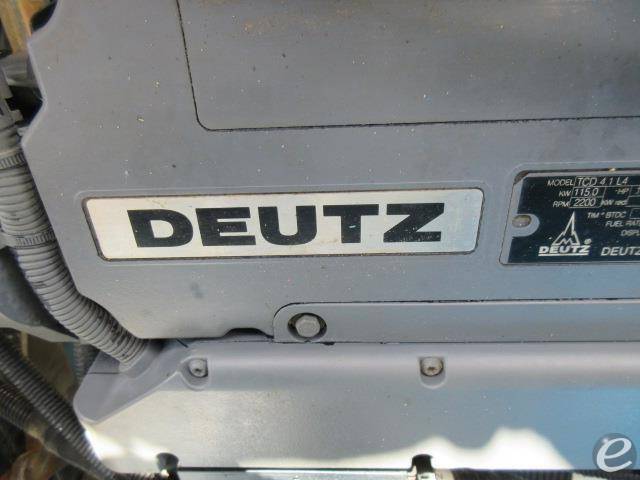 DEUTZ
MODEL TCD 4.1 L4
KW 115.0 HP
RPM 2200 KW red
TIM° BTDC
FUEL RAT
DISPL
DEUTZ DEUTZ
e